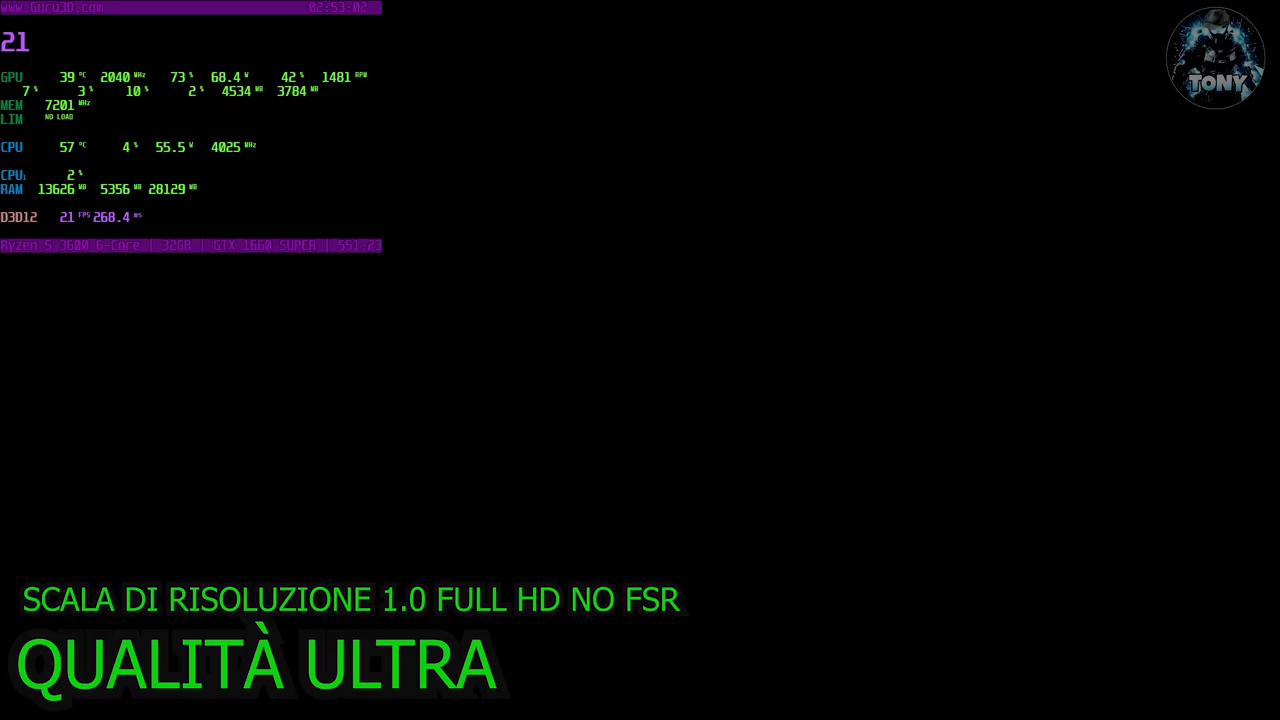 www.Guru3D.com 02:53:02
21
TONY
GPU 39 °C 2040 MHz 73 % 68.4 W 42 % 1481 RPM
7 % 3 % 10 % 2 % 4534 MB 3784 MB
MEM 7201 MHz
LIM NO LOAD
CPU 57 °C 4 % 55.5 W 4025 MHz
CPU1 2 %
RAM 13626 MB 5356 MB 28129 MB
D3D12 21 FPS 268.4 ms
Ryzen 5 3600 6-Core | 32GB | GTX 1660 SUPER | 551.23
SCALA DI RISOLUZIONE 1.0 FULL HD NO FSR
QUALITÀ ULTRA